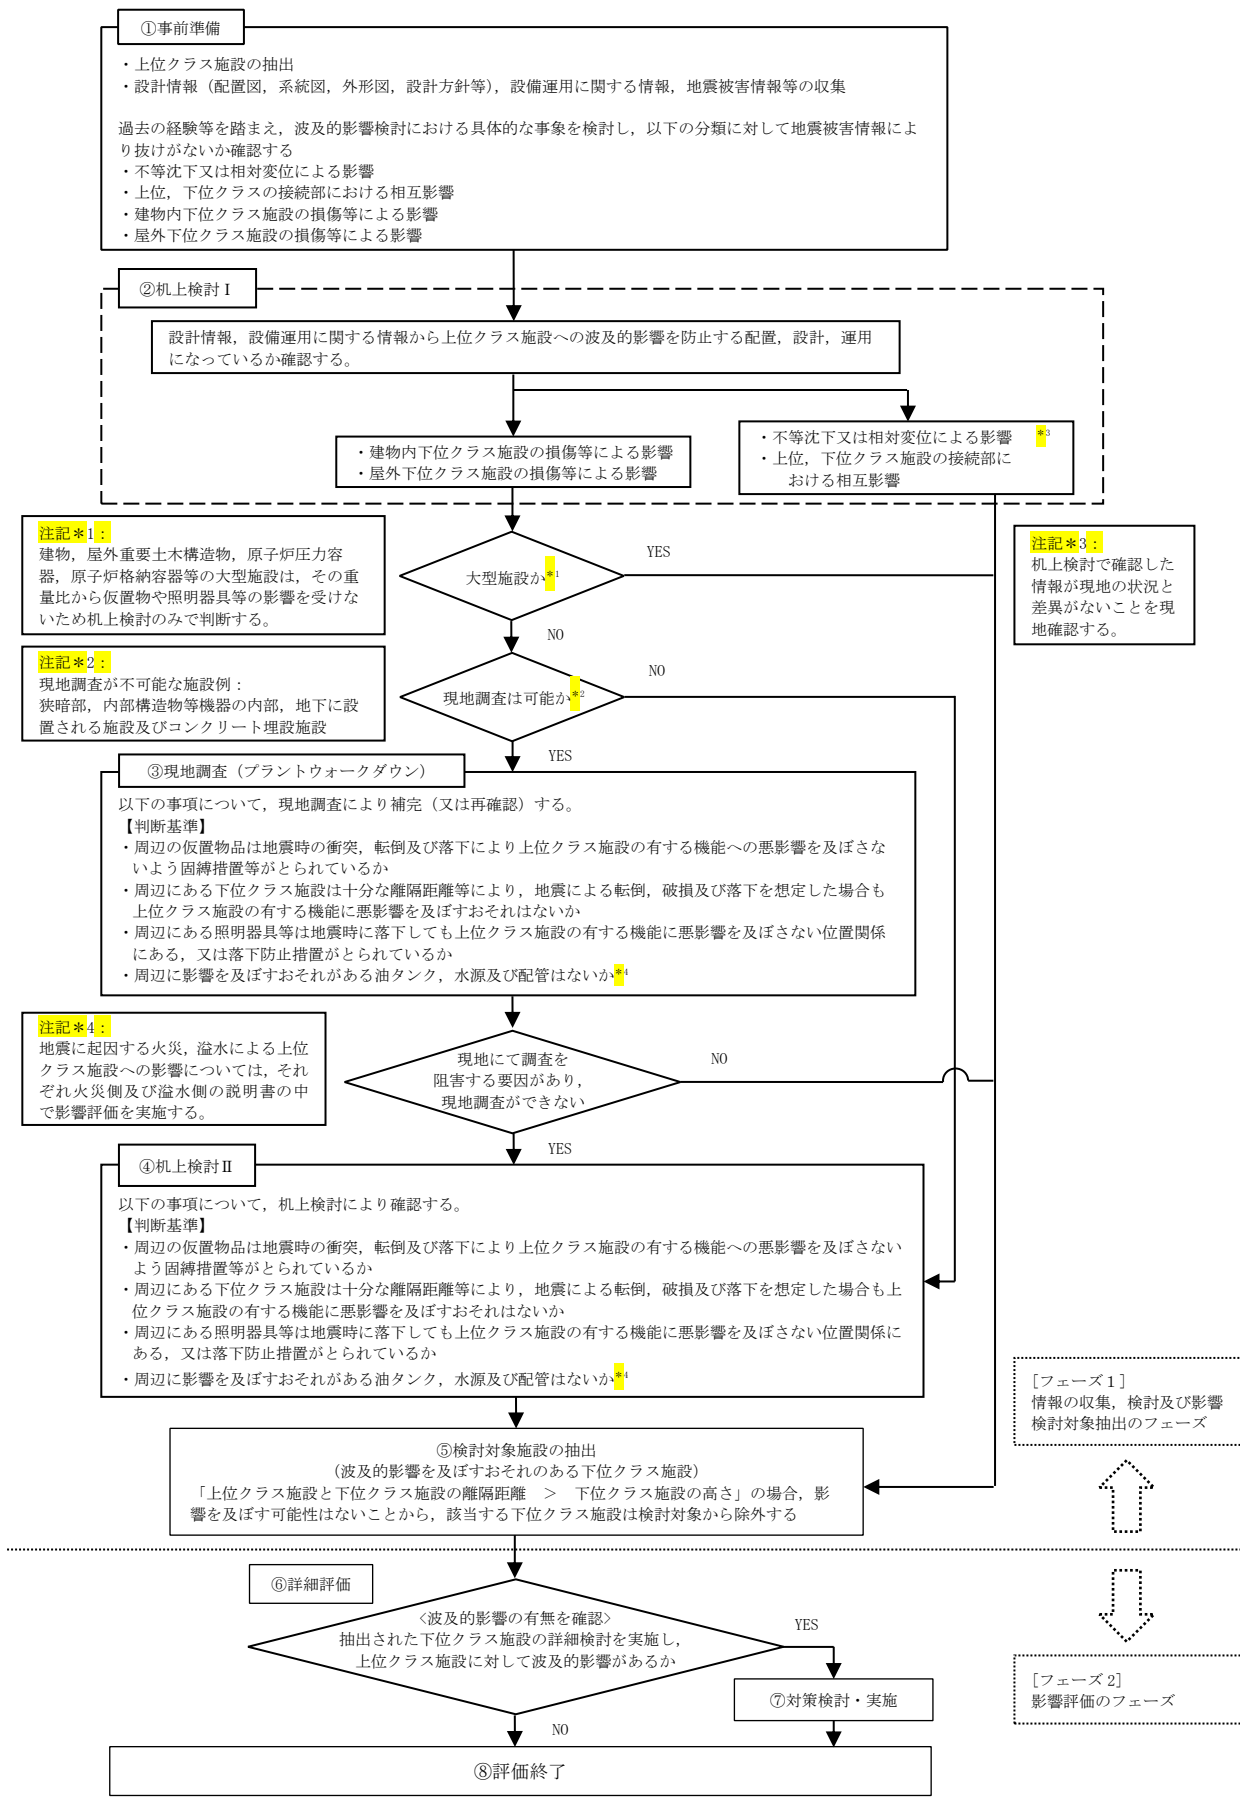 ①事前準備
・上位クラス施設の抽出
・設計情報（配置図，系統図，外形図，設計方針等），設備運用に関する情報，地震被害情報等の収集
過去の経験等を踏まえ，波及的影響検討における具体的な事象を検討し，以下の分類に対して地震被害情報によ
り抜けがないか確認する
・不等沈下又は相対変位による影響
・上位，下位クラスの接続部における相互影響
・建物内下位クラス施設の損傷等による影響
・屋外下位クラス施設の損傷等による影響
②机上検討Ⅰ
設計情報，設備運用に関する情報から上位クラス施設への波及的影響を防止する配置，設計，運用
になっているか確認する。
・建物内下位クラス施設の損傷等による影響
・屋外下位クラス施設の損傷等による影響
・不等沈下又は相対変位による影響 *3
・上位，下位クラス施設の接続部に
おける相互影響
注記＊1：
建物，屋外重要土木構造物，原子炉圧力容
器，原子炉格納容器等の大型施設は，その重
量比から仮置物や照明器具等の影響を受けな
いため机上検討のみで判断する。
大型施設か*1
YES
NO
注記＊3：
机上検討で確認した
情報が現地の状況と
差異がないことを現
地確認する。
注記＊2：
現地調査が不可能な施設例：
狭暗部，内部構造物等機器の内部，地下に設
置される施設及びコンクリート埋設施設
現地調査は可能か*2
NO
YES
③現地調査（プラントウォークダウン）
以下の事項について，現地調査により補完（又は再確認）する。
【判断基準】
・周辺の仮置物品は地震時の衝突，転倒及び落下により上位クラス施設の有する機能への悪影響を及ぼさな
いよう固縛措置等がとられているか
・周辺にある下位クラス施設は十分な離隔距離等により，地震による転倒，破損及び落下を想定した場合も
上位クラス施設の有する機能に悪影響を及ぼすおそれはないか
・周辺にある照明器具等は地震時に落下しても上位クラス施設の有する機能に悪影響を及ぼさない位置関係
にある，又は落下防止措置がとられているか
・周辺に影響を及ぼすおそれがある油タンク，水源及び配管はないか*4
注記＊4：
地震に起因する火災，溢水による上位
クラス施設への影響については，それ
ぞれ火災側及び溢水側の説明書の中
で影響評価を実施する。
現地にて調査を
阻害する要因があり，
現地調査ができない
NO
YES
④机上検討Ⅱ
以下の事項について，机上検討により確認する。
【判断基準】
・周辺の仮置物品は地震時の衝突，転倒及び落下により上位クラス施設の有する機能への悪影響を及ぼさない
よう固縛措置等がとられているか
・周辺にある下位クラス施設は十分な離隔距離等により，地震による転倒，破損及び落下を想定した場合も上
位クラス施設の有する機能に悪影響を及ぼすおそれはないか
・周辺にある照明器具等は地震時に落下しても上位クラス施設の有する機能に悪影響を及ぼさない位置関係に
ある，又は落下防止措置がとられているか
・周辺に影響を及ぼすおそれがある油タンク，水源及び配管はないか*4
[フェーズ１]
情報の収集，検討及び影響
検討対象抽出のフェーズ
⑤検討対象施設の抽出
（波及的影響を及ぼすおそれのある下位クラス施設）
「上位クラス施設と下位クラス施設の離隔距離　＞　下位クラス施設の高さ」の場合，影
響を及ぼす可能性はないことから，該当する下位クラス施設は検討対象から除外する
⑥詳細評価
<波及的影響の有無を確認>
抽出された下位クラス施設の詳細検討を実施し，
上位クラス施設に対して波及的影響があるか
YES
NO
[フェーズ 2]
影響評価のフェーズ
⑦対策検討・実施
⑧評価終了